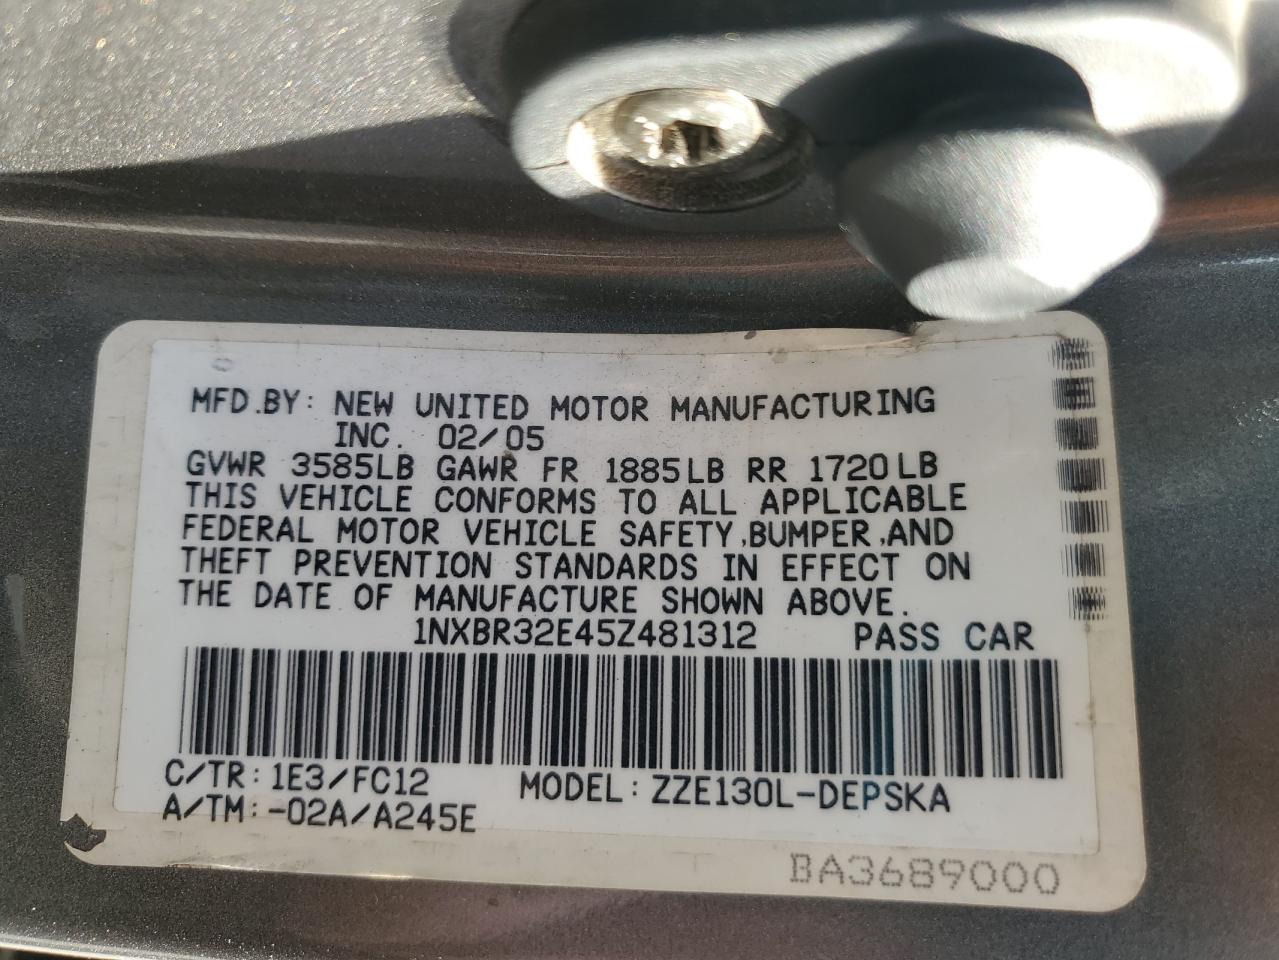 MFD.BY: NEW UNITED MOTOR MANUFACTURING
INC. 02/05
GVWR 3585LB GAWR FR 1885LB RR 1720LB
THIS VEHICLE CONFORMS TO ALL APPLICABLE
FEDERAL MOTOR VEHICLE SAFETY,BUMPER,AND
THEFT PREVENTION STANDARDS IN EFFECT ON
THE DATE OF MANUFACTURE SHOWN ABOVE.
1NXBR32E45Z481312 PASS CAR
C/TR: 1E3/FC12 MODEL: ZZE130L-DEPSKA
A/TM: -02A/A245E
BA3689000